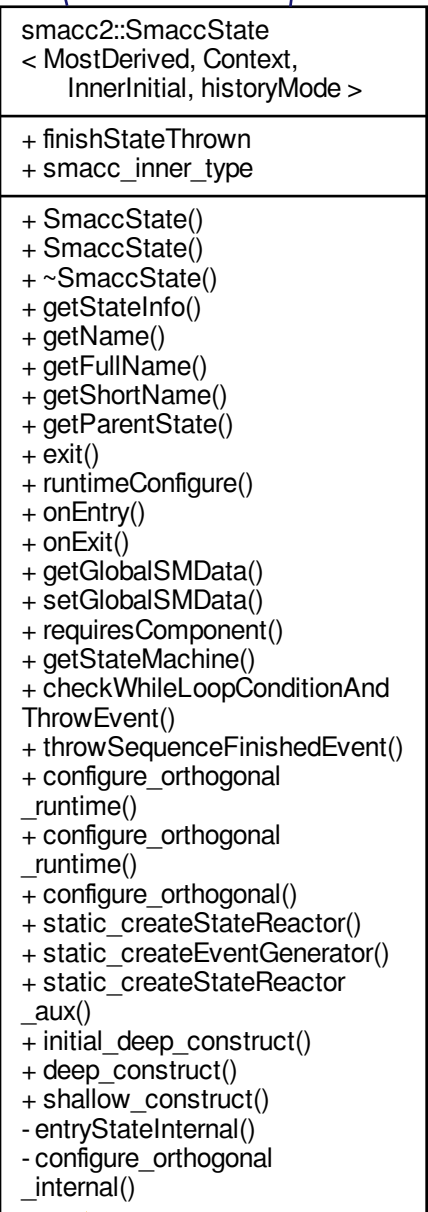 smacc2::SmaccState
< MostDerived, Context,
InnerInitial, historyMode >
+ finishStateThrown
+ smacc_inner_type
+ SmaccState()
+ SmaccState()
+ ~SmaccState()
+ getStateInfo()
+ getName()
+ getFullName()
+ getShortName()
+ getParentState()
+ exit()
+ runtimeConfigure()
+ onEntry()
+ onExit()
+ getGlobalSMData()
+ setGlobalSMData()
+ requiresComponent()
+ getStateMachine()
+ checkWhileLoopConditionAnd
ThrowEvent()
+ throwSequenceFinishedEvent()
+ configure_orthogonal
_runtime()
+ configure_orthogonal
_runtime()
+ configure_orthogonal()
+ static_createStateReactor()
+ static_createEventGenerator()
+ static_createStateReactor
_aux()
+ initial_deep_construct()
+ deep_construct()
+ shallow_construct()
- entryStateInternal()
- configure_orthogonal
_internal()